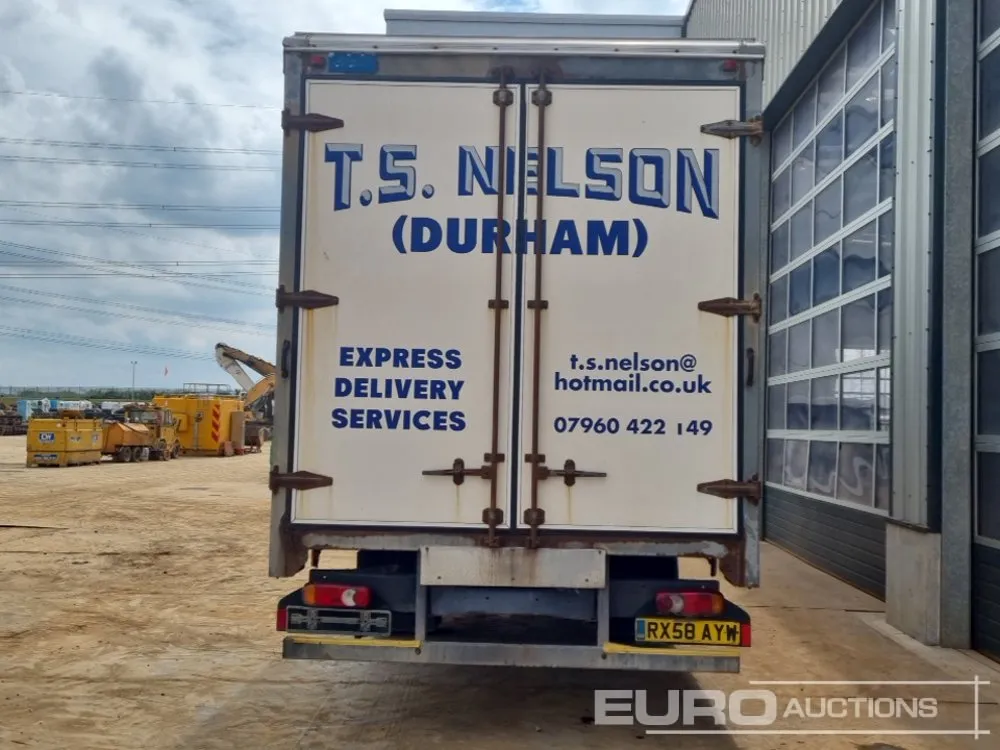 T.S. NELSON
(DURHAM)
EXPRESS
DELIVERY
SERVICES
t.s.nelson@
hotmail.co.uk
07960 422 149
RX58 AYW
EURO AUCTIONS